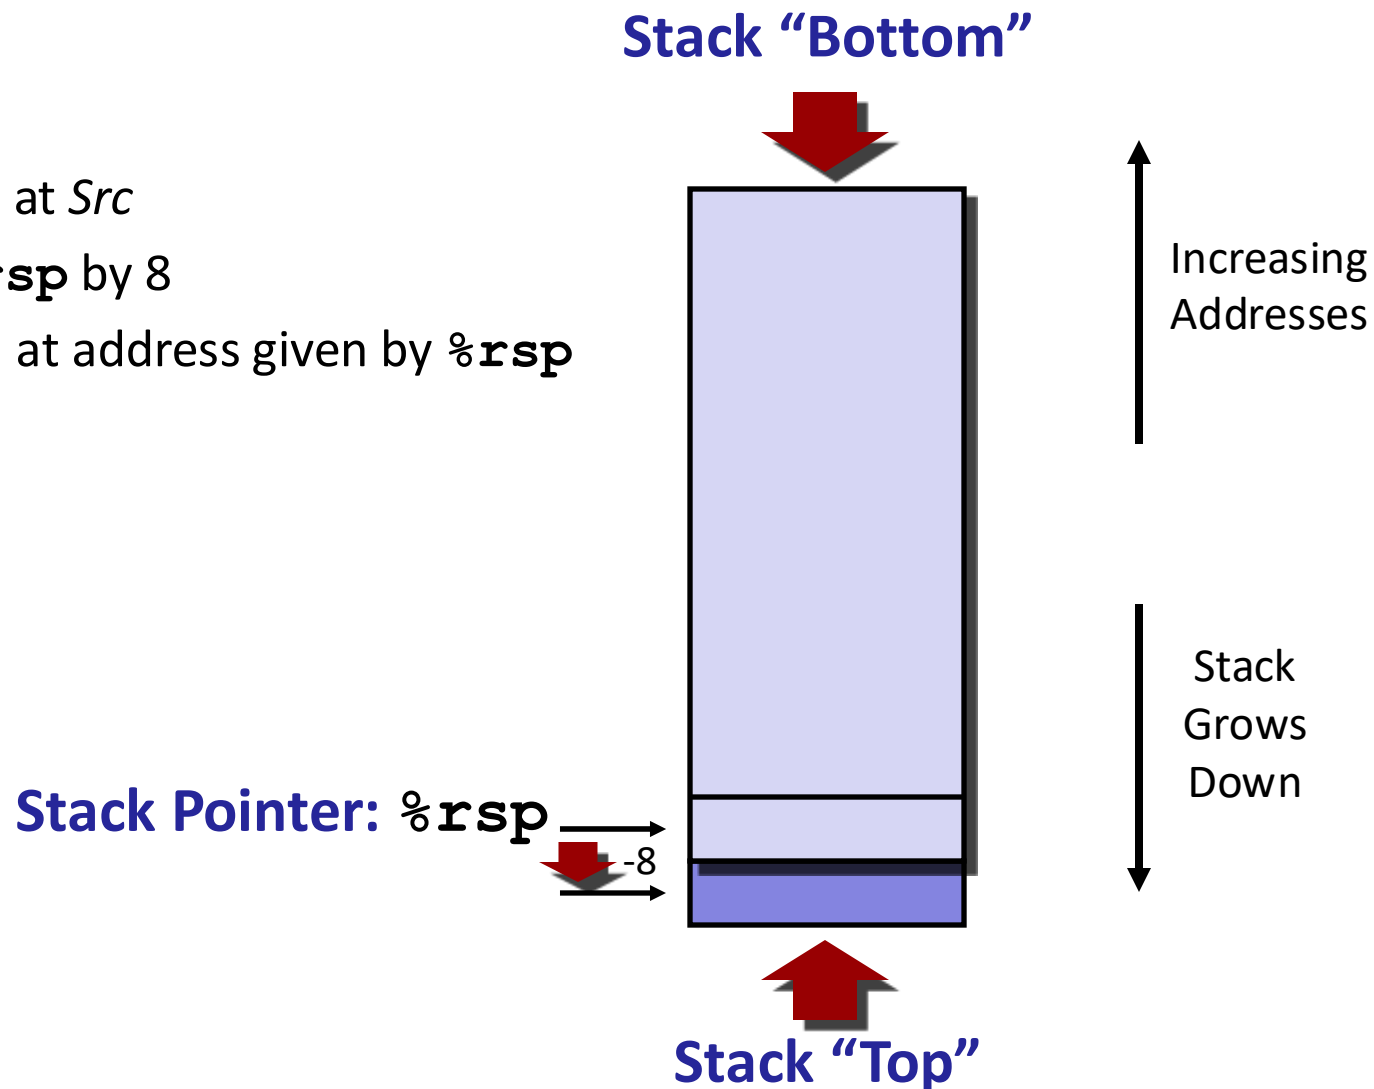 Stack “Bottom”
at Src
sp by 8
at address given by %rsp
Increasing
Addresses
Stack
Grows
Down
Stack Pointer: %rsp
-8
Stack “Top”